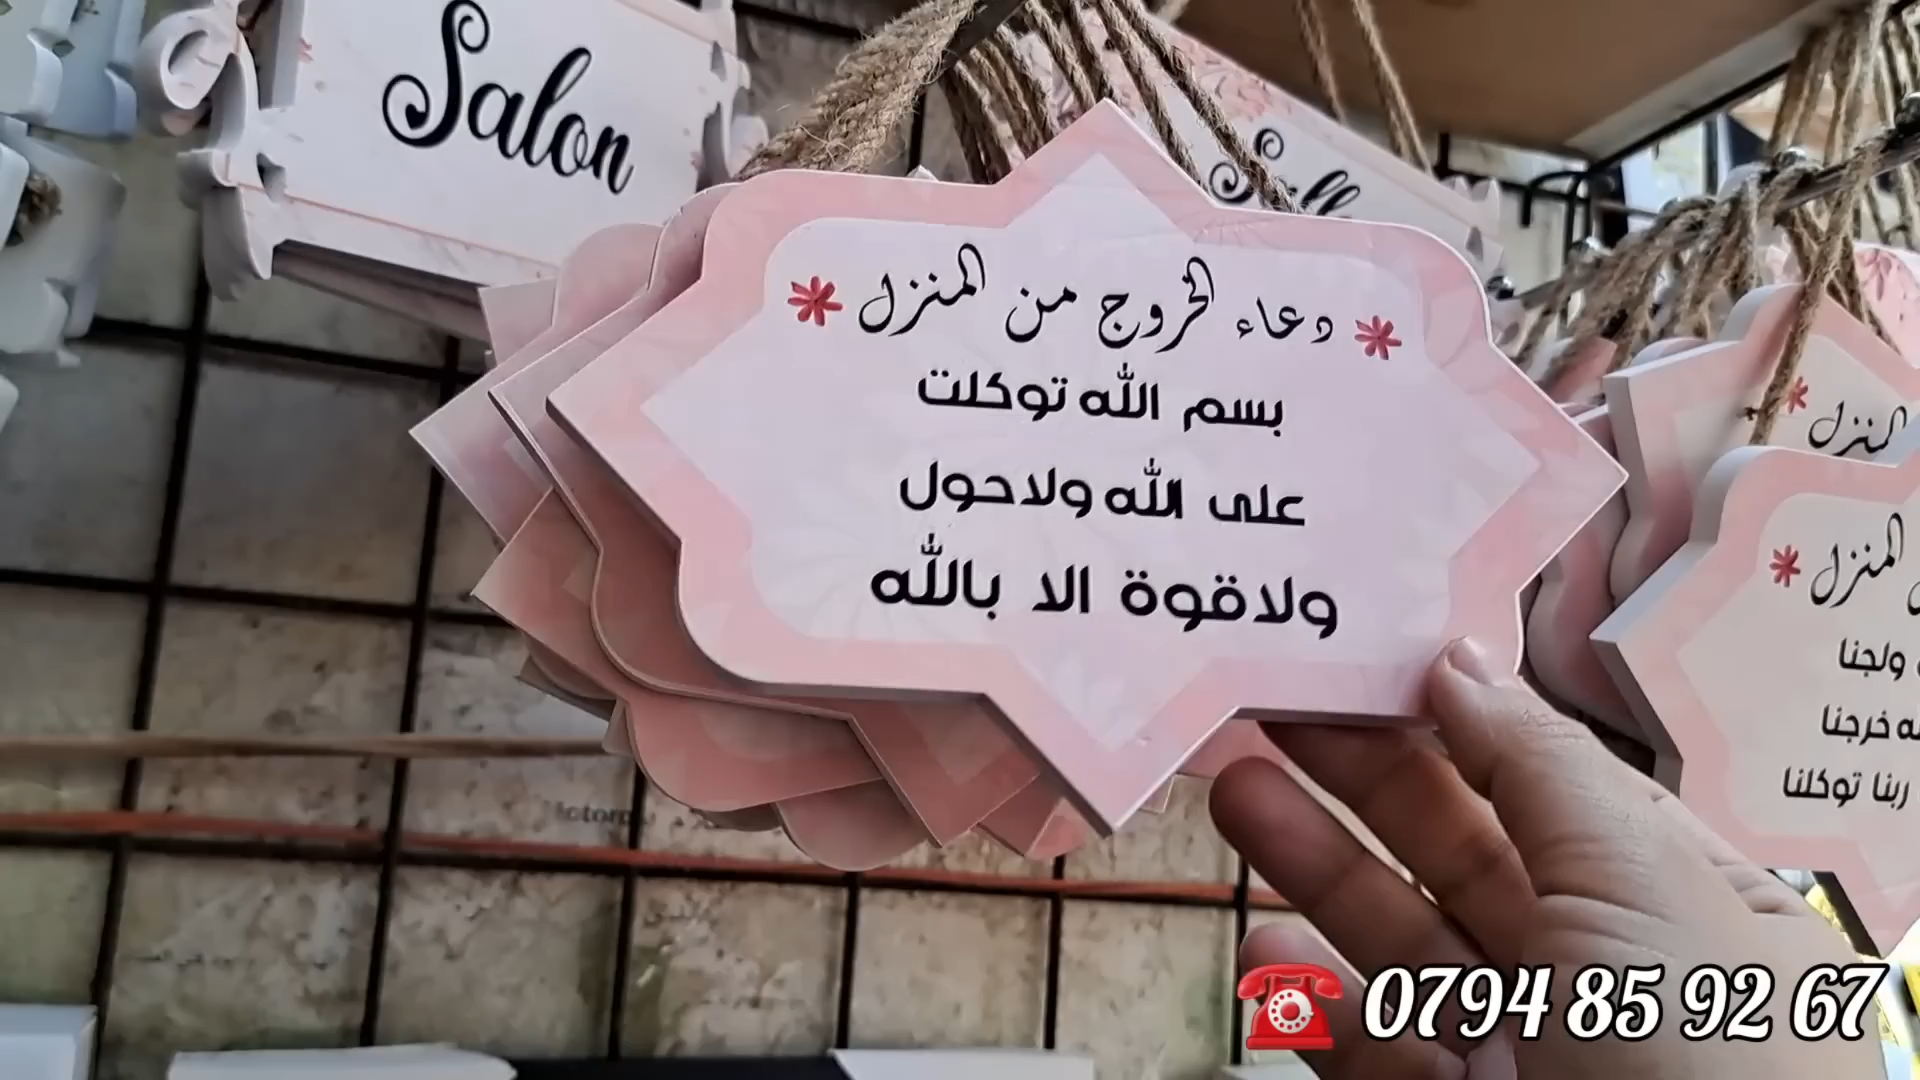 Salon
دعاء الخروج من المنزل
بسم الله توكلت
على الله ولاحول
ولاقوة الا بالله
المنزل
المنزل
ولجنا
خرجنا
ربنا توكلنا
0794 85 92 67